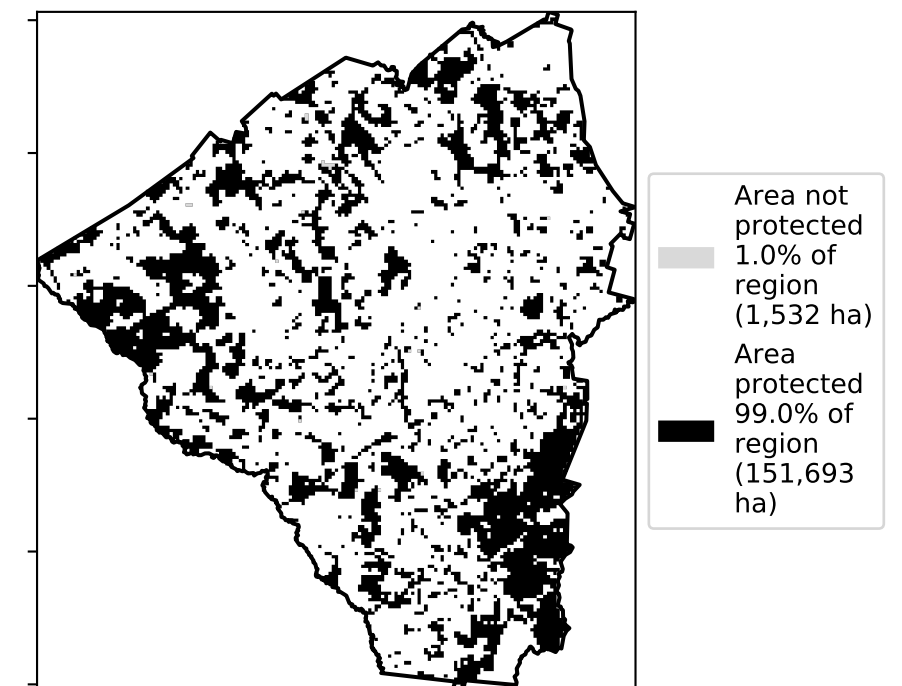 Area not
protected
1.0% of
region
(1,532 ha)
Area
protected
99.0% of
region
(151,693
ha)